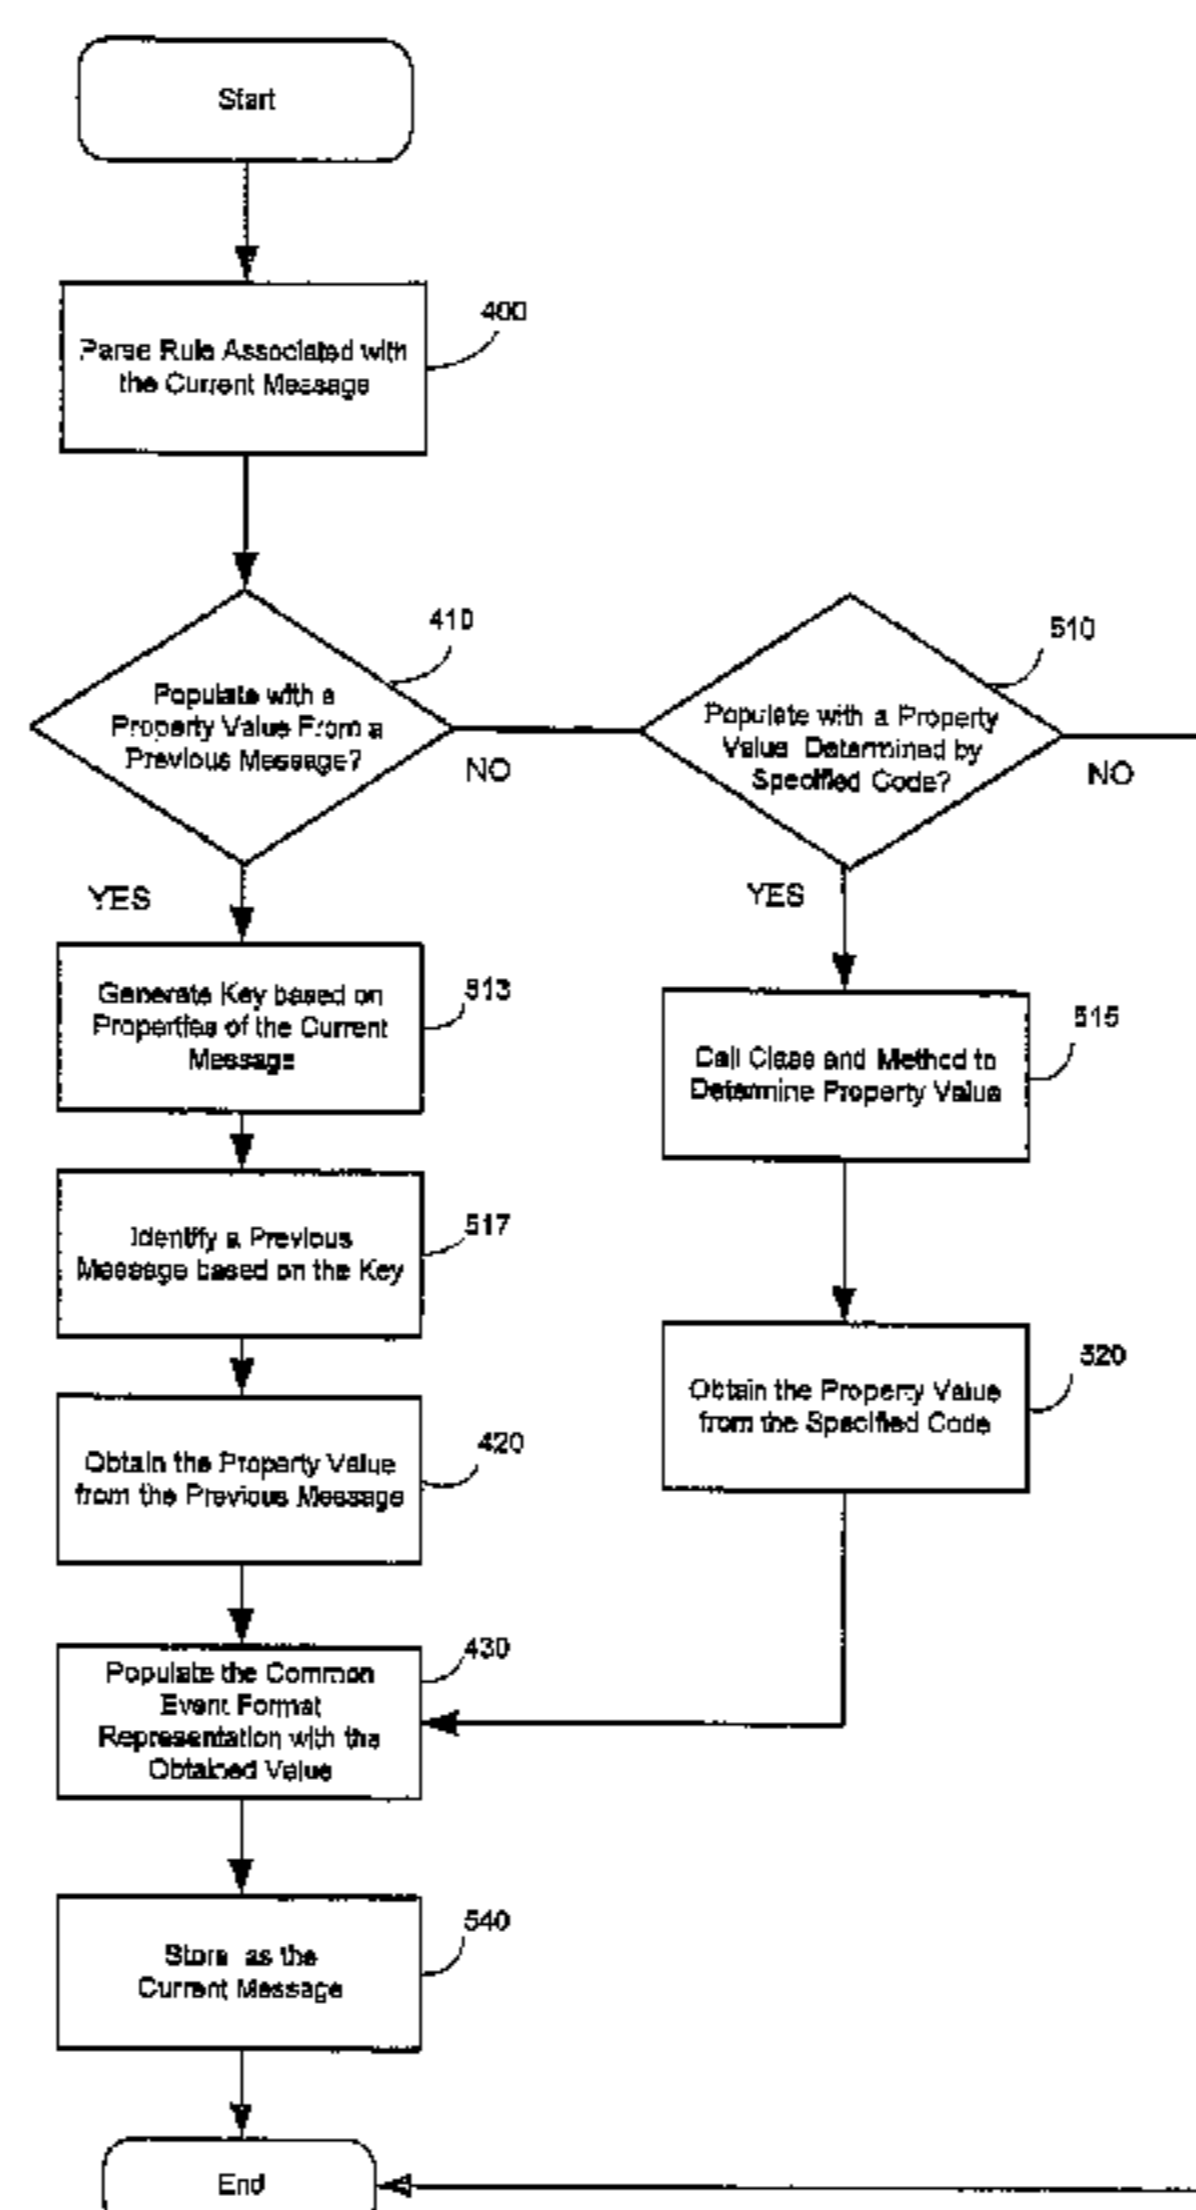 Start
400
Parse Rule Associated with
the Current Message
410
Populate with a
Property Value From a
Previous Message?
NO
YES
510
Populate with a Property
Value Determined by
Specified Code?
NO
YES
513
Generate Key based on
Properties of the Current
Message
515
Call Class and Method to
Determine Property Value
517
Identify a Previous
Message based on the Key
520
Obtain the Property Value
from the Specified Code
420
Obtain the Property Value
from the Previous Message
430
Populate the Common
Event Format
Representation with the
Obtained Value
540
Store as the
Current Message
End